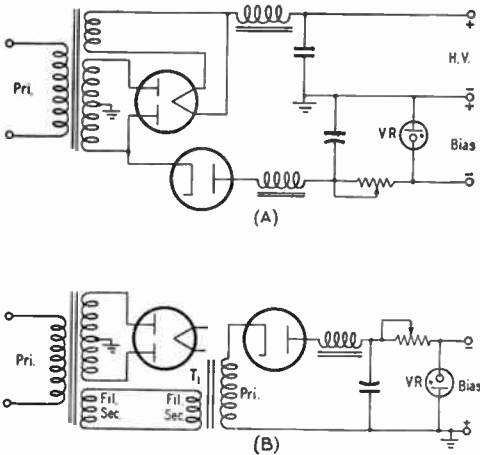 Pri.
+
H.V.
-
+
VR
Bias
-
(A)
Pri.
Fil. Sec.
Fil. Sec.
T1
Pri.
VR
Bias
-
+
(B)